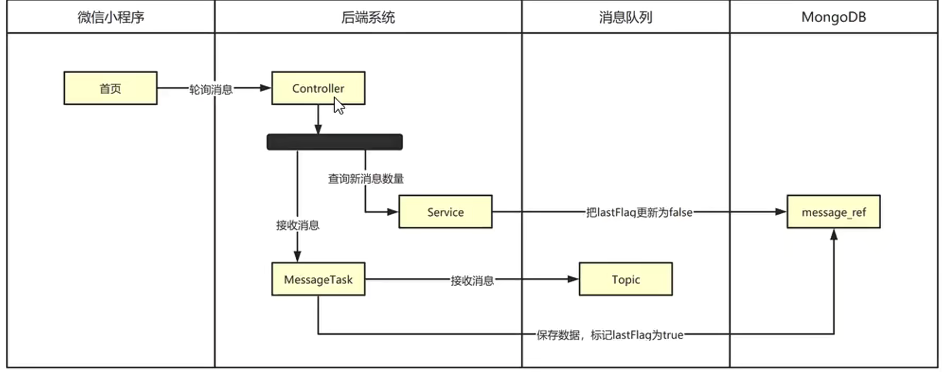 微信小程序
后端系统
消息队列
MongoDB
首页
轮询消息
Controller
查询新消息数量
Service
把lastFlag更新为false
message_ref
接收消息
MessageTask
接收消息
Topic
保存数据，标记lastFlag为true